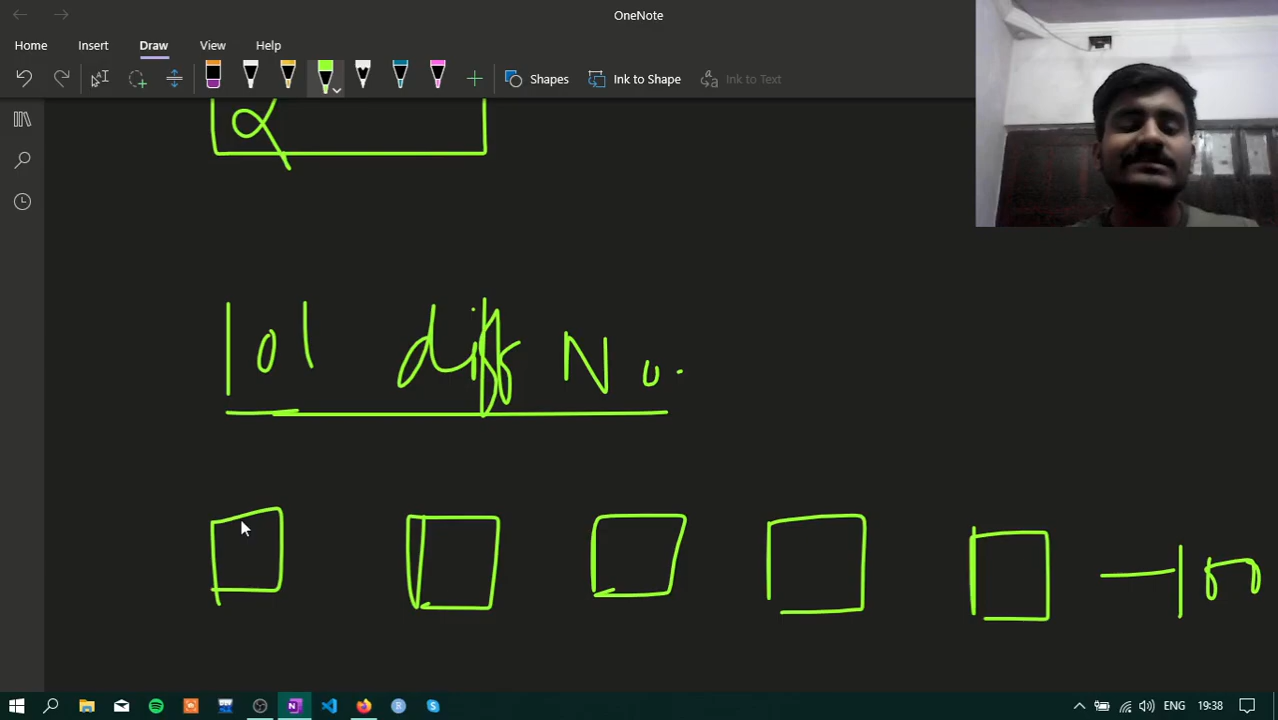 OneNote
Home Insert Draw View Help
Shapes Ink to Shape Ink to Text
α
101 diff No.
100
ENG 19:38